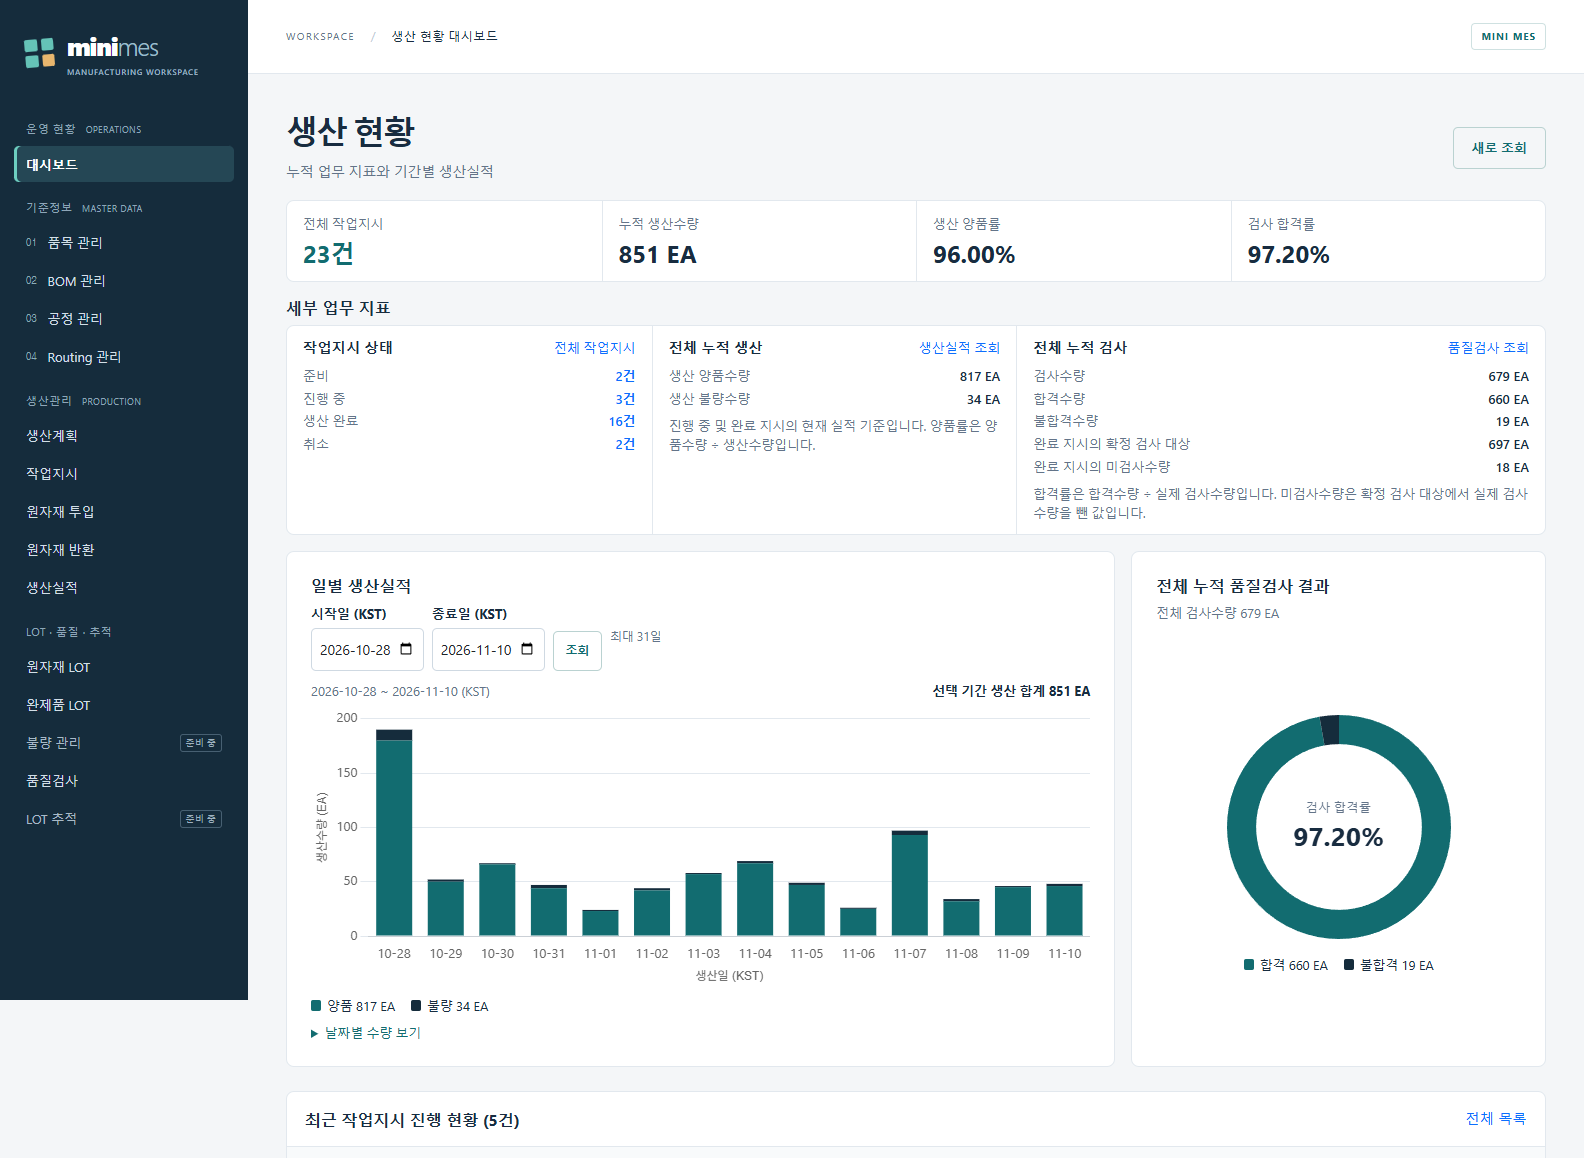 minimes
MANUFACTURING WORKSPACE
운영 현황 OPERATIONS
대시보드
기준정보 MASTER DATA
01 품목 관리
02 BOM 관리
03 공정 관리
04 Routing 관리
생산관리 PRODUCTION
생산계획
작업지시
원자재 투입
원자재 반환
생산실적
LOT · 품질 · 추적
원자재 LOT
완제품 LOT
불량 관리 준비 중
품질검사
LOT 추적 준비 중
WORKSPACE / 생산 현황 대시보드
MINI MES
생산 현황
누적 업무 지표와 기간별 생산실적
새로 조회
전체 작업지시
23건
누적 생산수량
851 EA
생산 양품률
96.00%
검사 합격률
97.20%
세부 업무 지표
작업지시 상태 전체 작업지시
준비 2건
진행 중 3건
생산 완료 16건
취소 2건
전체 누적 생산 생산실적 조회
생산 양품수량 817 EA
생산 불량수량 34 EA
진행 중 및 완료 지시의 현재 실적 기준입니다. 양품률은 양
품수량 ÷ 생산수량입니다.
전체 누적 검사 품질검사 조회
검사수량 679 EA
합격수량 660 EA
불합격수량 19 EA
완료 지시의 확정 검사 대상 697 EA
완료 지시의 미검사수량 18 EA
합격률은 합격수량 ÷ 실제 검사수량입니다. 미검사수량은 확정 검사 대상에서 실제 검사
수량을 뺀 값입니다.
일별 생산실적
시작일 (KST) 종료일 (KST)
2026-10-28 2026-11-10 조회 최대 31일
2026-10-28 ~ 2026-11-10 (KST) 선택 기간 생산 합계 851 EA
생산수량 (EA)
200
150
100
50
0
10-28 10-29 10-30 10-31 11-01 11-02 11-03 11-04 11-05 11-06 11-07 11-08 11-09 11-10
생산일 (KST)
양품 817 EA 불량 34 EA
▶ 날짜별 수량 보기
전체 누적 품질검사 결과
전체 검사수량 679 EA
검사 합격률
97.20%
합격 660 EA 불합격 19 EA
최근 작업지시 진행 현황 (5건) 전체 목록